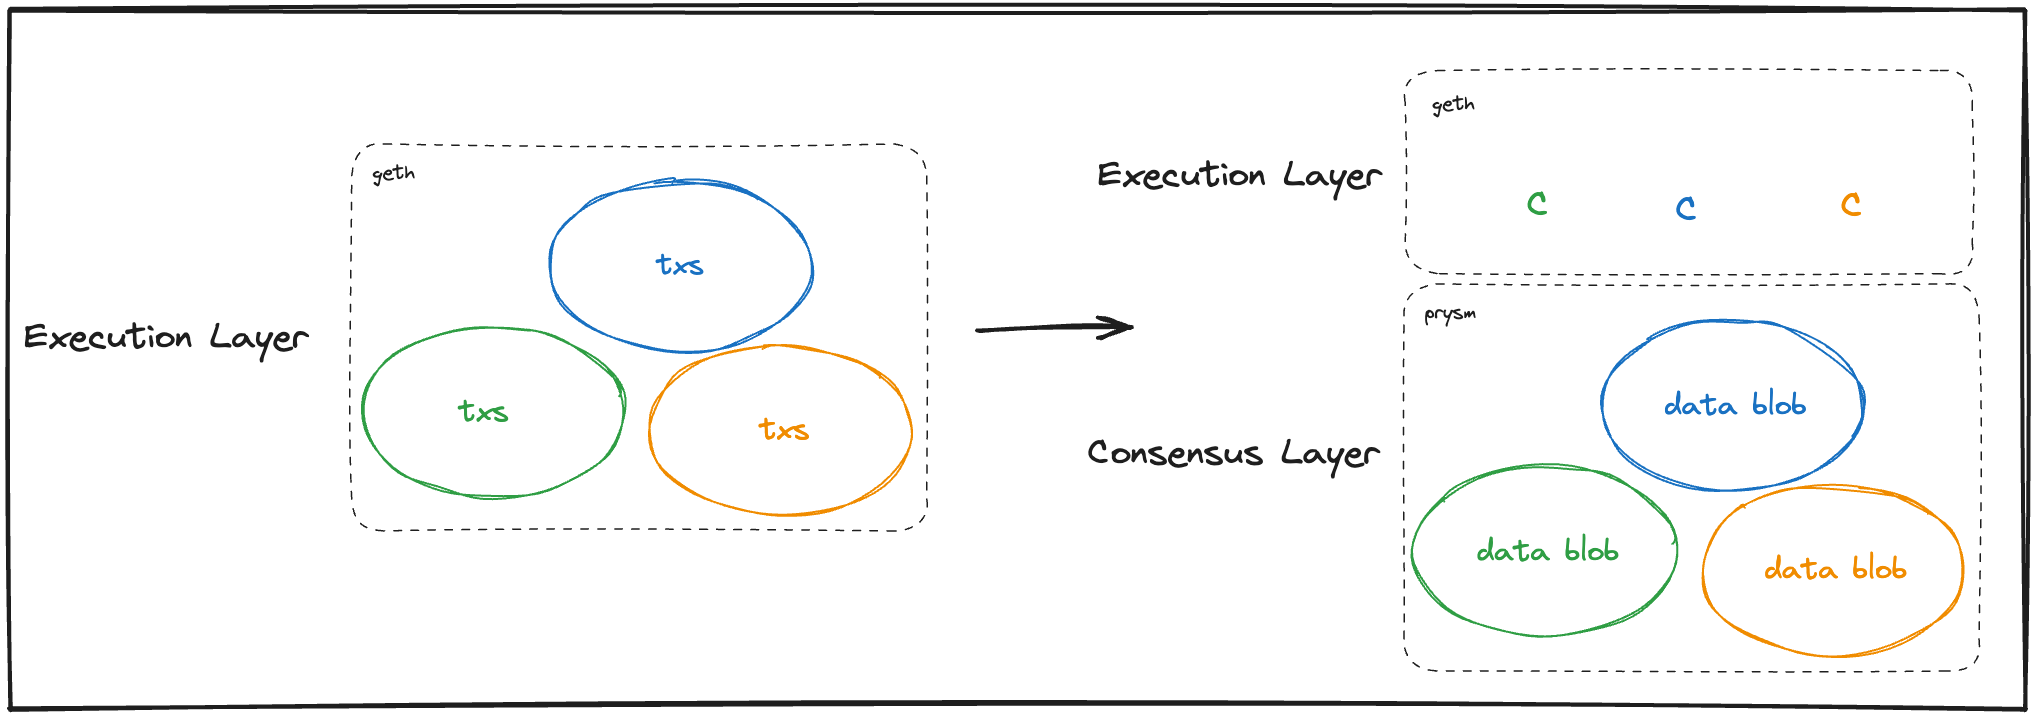 Execution Layer
geth
txs
txs
txs
Execution Layer
geth
C
C
C
Consensus Layer
prysm
data blob
data blob
data blob